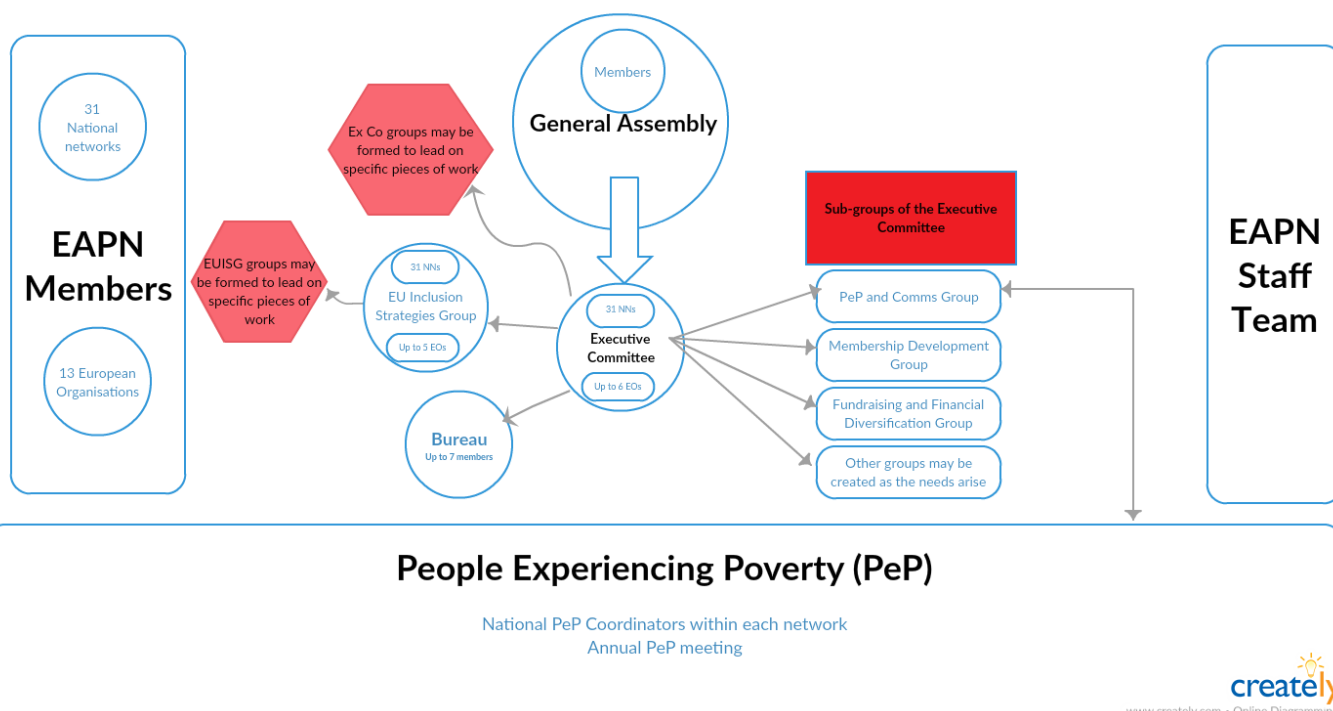 31
National
networks
EAPN
Members
13 European
Organisations
EUISG groups may
be formed to lead on
specific pieces of
work
Ex Co groups may be
formed to lead on
specific pieces of work
Members
General Assembly
31 NNs
EU Inclusion
Strategies Group
Up to 5 EOs
31 NNs
Executive
Committee
Up to 6 EOs
Bureau
Up to 7 members
Sub-groups of the Executive
Committee
PeP and Comms Group
Membership Development
Group
Fundraising and Financial
Diversification Group
Other groups may be
created as the needs arise
EAPN
Staff
Team
People Experiencing Poverty (PeP)
National PeP Coordinators within each network
Annual PeP meeting
creately
www.creately.com • Online Diagramming